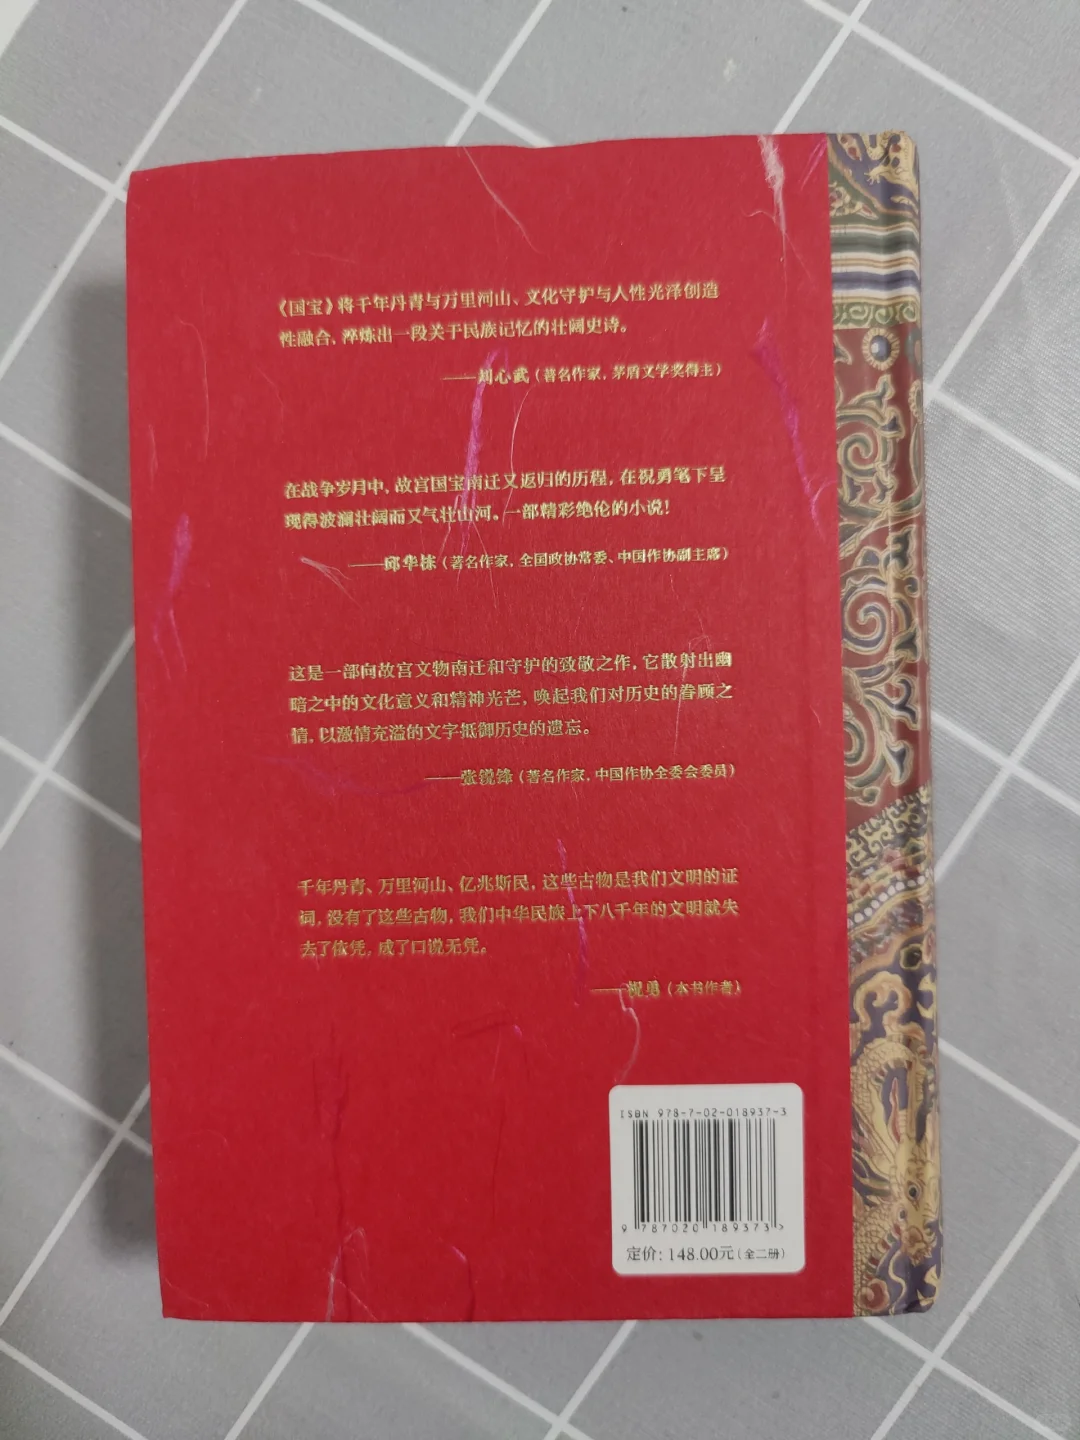 《国宝》将千年丹青与万里河山、文化守护与人性光泽创造
性融合，淬炼出一段关于民族记忆的壮阔史诗。
——刘心武（著名作家，茅盾文学奖得主）
在战争岁月中，故宫国宝南迁又返归的历程，在祝勇笔下呈
现得波澜壮阔而又气壮山河。一部精彩绝伦的小说！
——邱华栋（著名作家，全国政协常委、中国作协副主席）
这是一部向故宫文物南迁和守护的致敬之作，它散射出幽
暗之中的文化意义和精神光芒，唤起我们对历史的眷顾之
情，以激情充溢的文字抵御历史的遗忘。
——张锐锋（著名作家，中国作协全委会委员）
千年丹青、万里河山、亿兆斯民，这些古物是我们文明的证
词，没有了这些古物，我们中华民族上下八千年的文明就失
去了依凭，成了口说无凭。
——祝勇（本书作者）
ISBN 978-7-02-018937-3
9 787020 189373>
定价：148.00元（全二册）